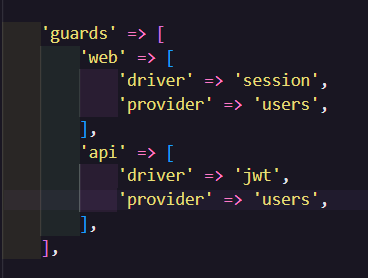 'guards' => [
'web' => [
'driver' => 'session',
'provider' => 'users',
],
'api' => [
'driver' => 'jwt',
'provider' => 'users',
],
],